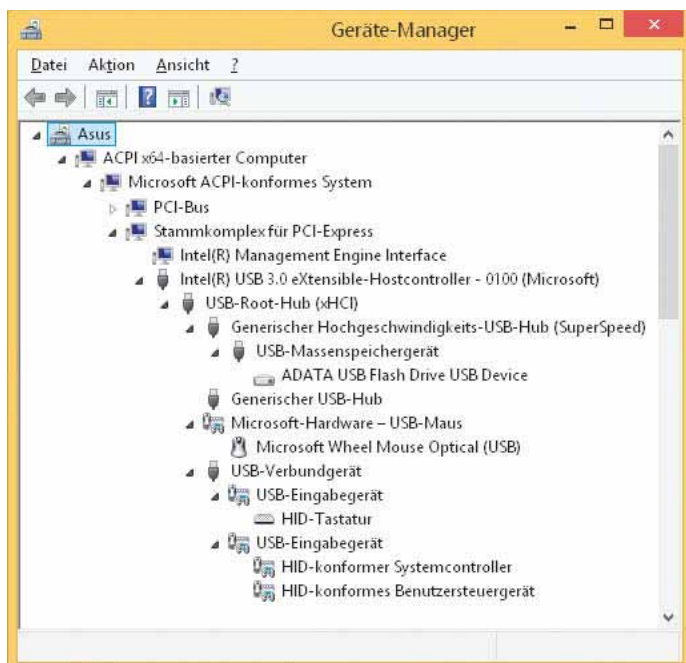 Geräte-Manager
Datei Aktion Ansicht ?
Asus
ACPI x64-basierter Computer
Microsoft ACPI-konformes System
PCI-Bus
Stammkomplex für PCI-Express
Intel(R) Management Engine Interface
Intel(R) USB 3.0 eXtensible-Hostcontroller - 0100 (Microsoft)
USB-Root-Hub (xHCI)
Generischer Hochgeschwindigkeits-USB-Hub (SuperSpeed)
USB-Massenspeichergerät
ADATA USB Flash Drive USB Device
Generischer USB-Hub
Microsoft-Hardware – USB-Maus
Microsoft Wheel Mouse Optical (USB)
USB-Verbundgerät
USB-Eingabegerät
HID-Tastatur
USB-Eingabegerät
HID-konformer Systemcontroller
HID-konformes Benutzersteuergerät